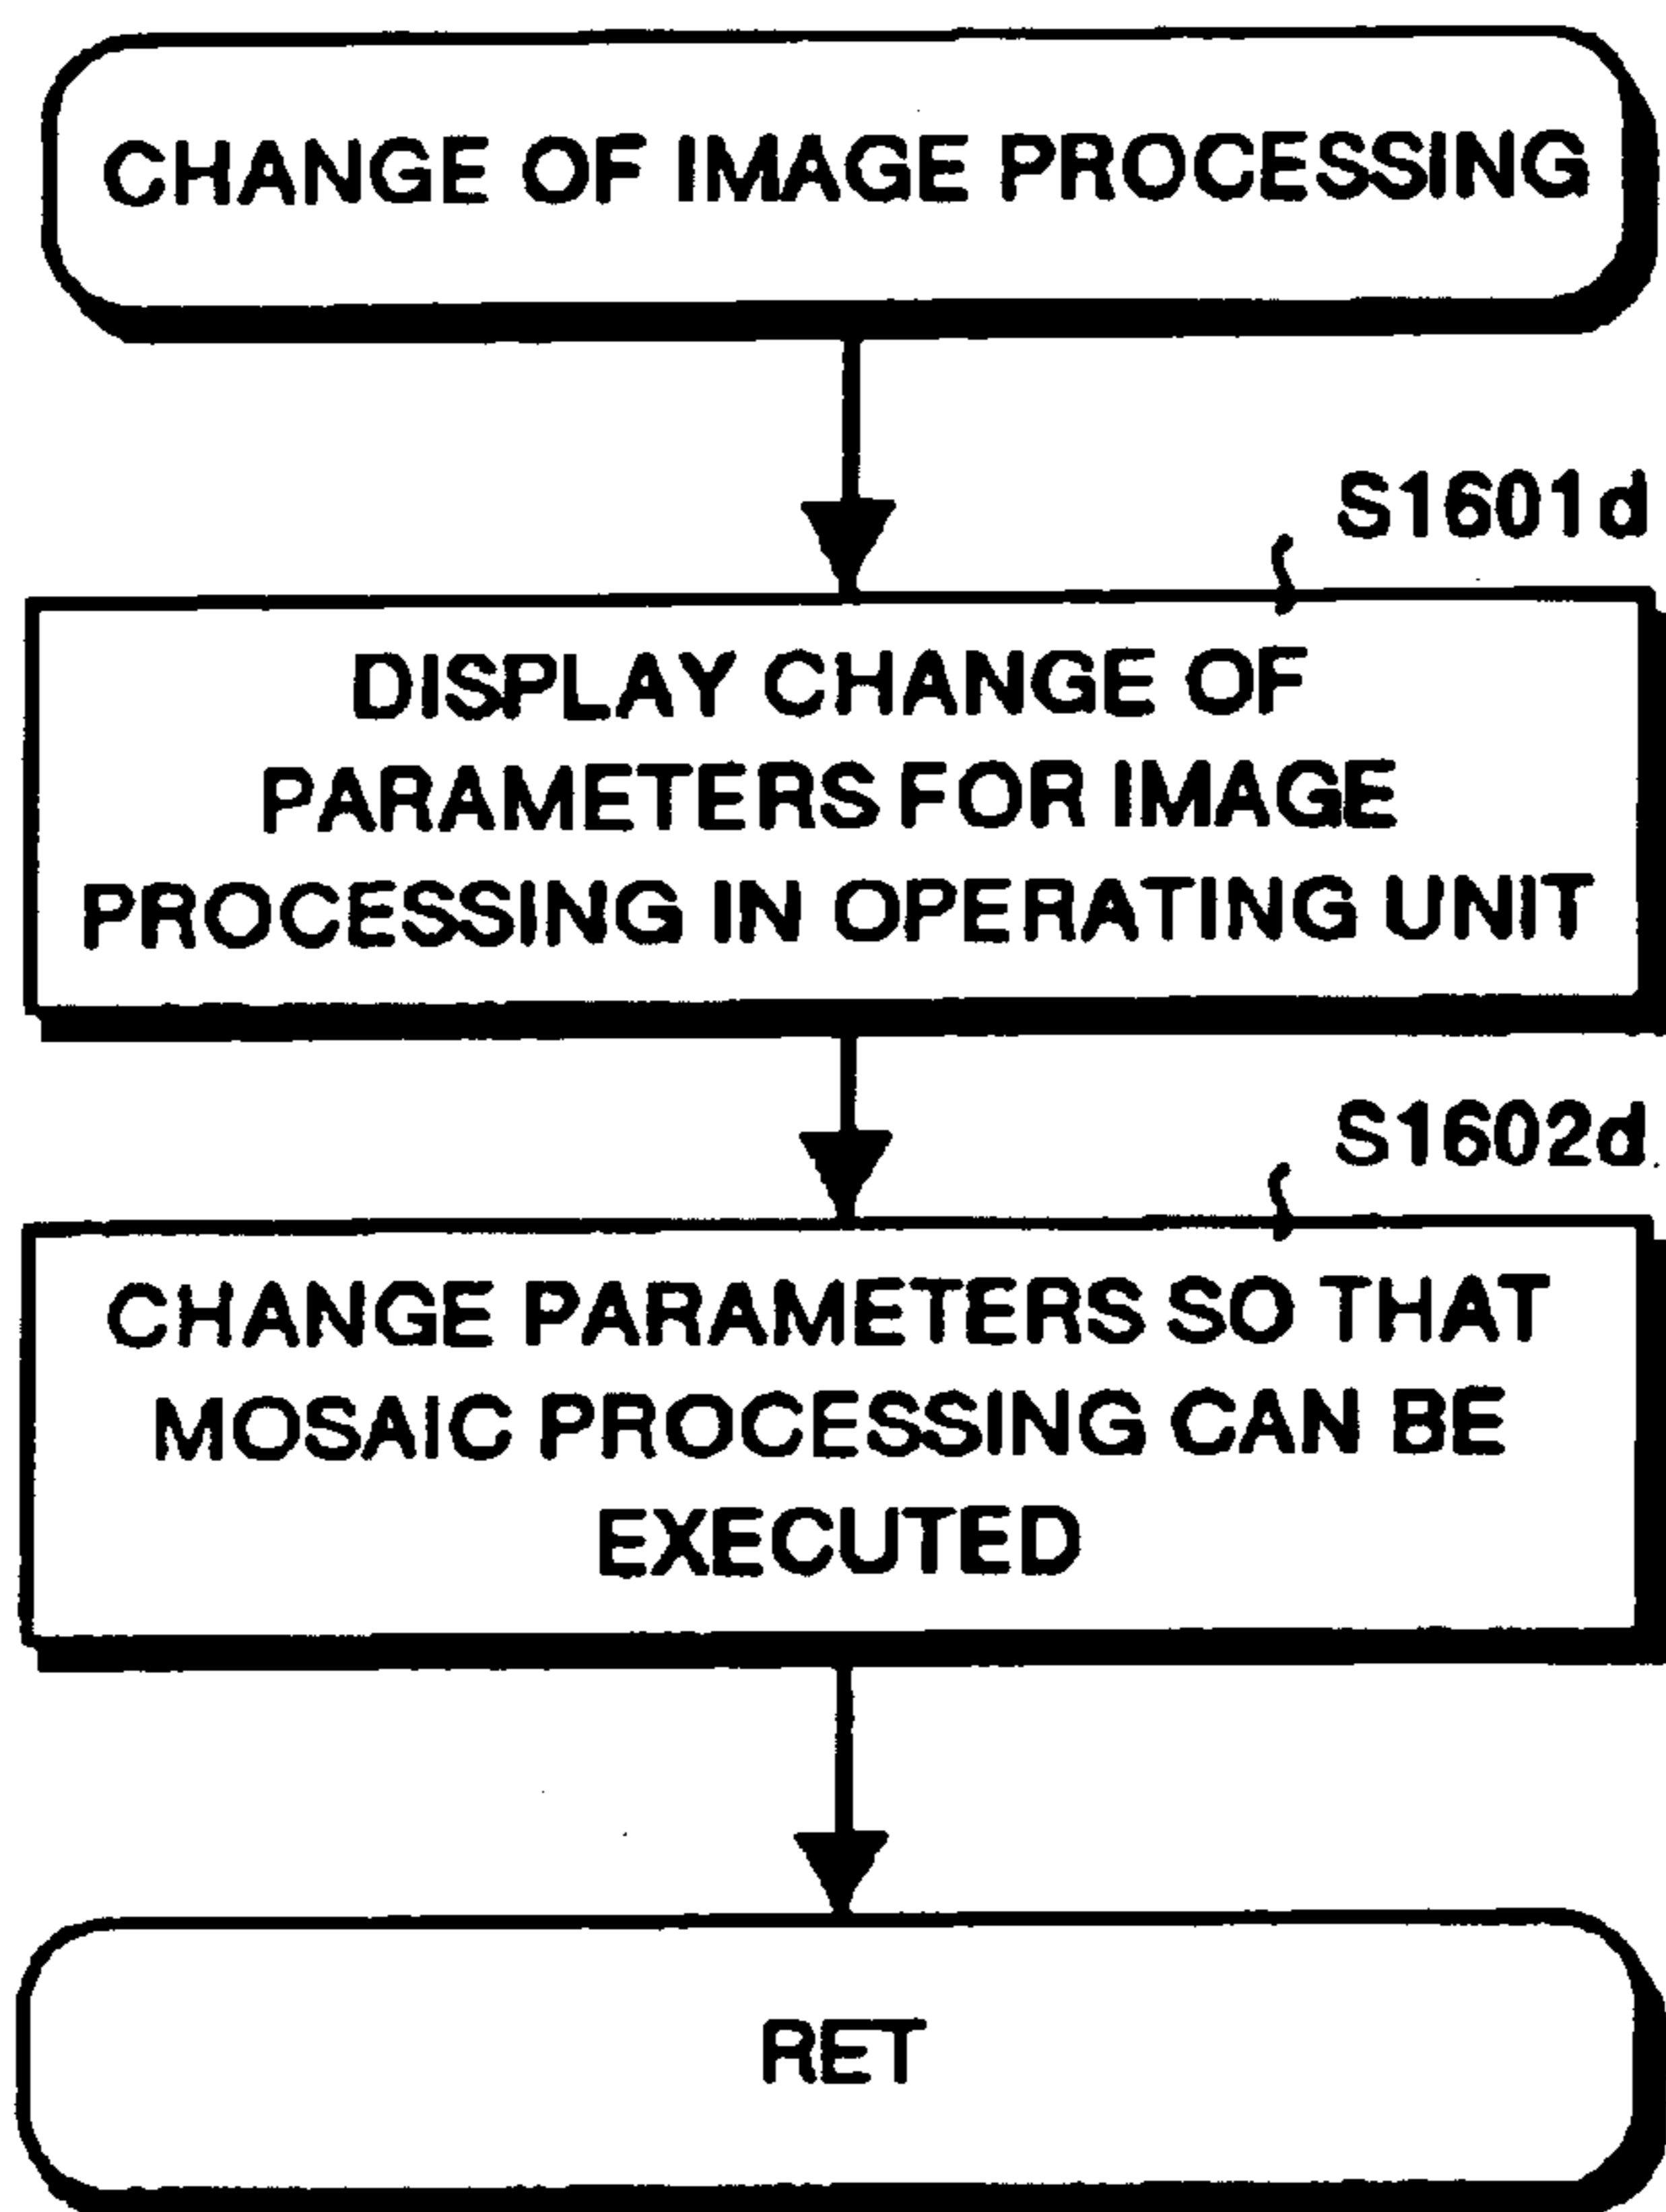 CHANGE OF IMAGE PROCESSING
S1601d
DISPLAY CHANGE OF
PARAMETERS FOR IMAGE
PROCESSING IN OPERATING UNIT
S1602d
CHANGE PARAMETERS SO THAT
MOSAIC PROCESSING CAN BE
EXECUTED
RET